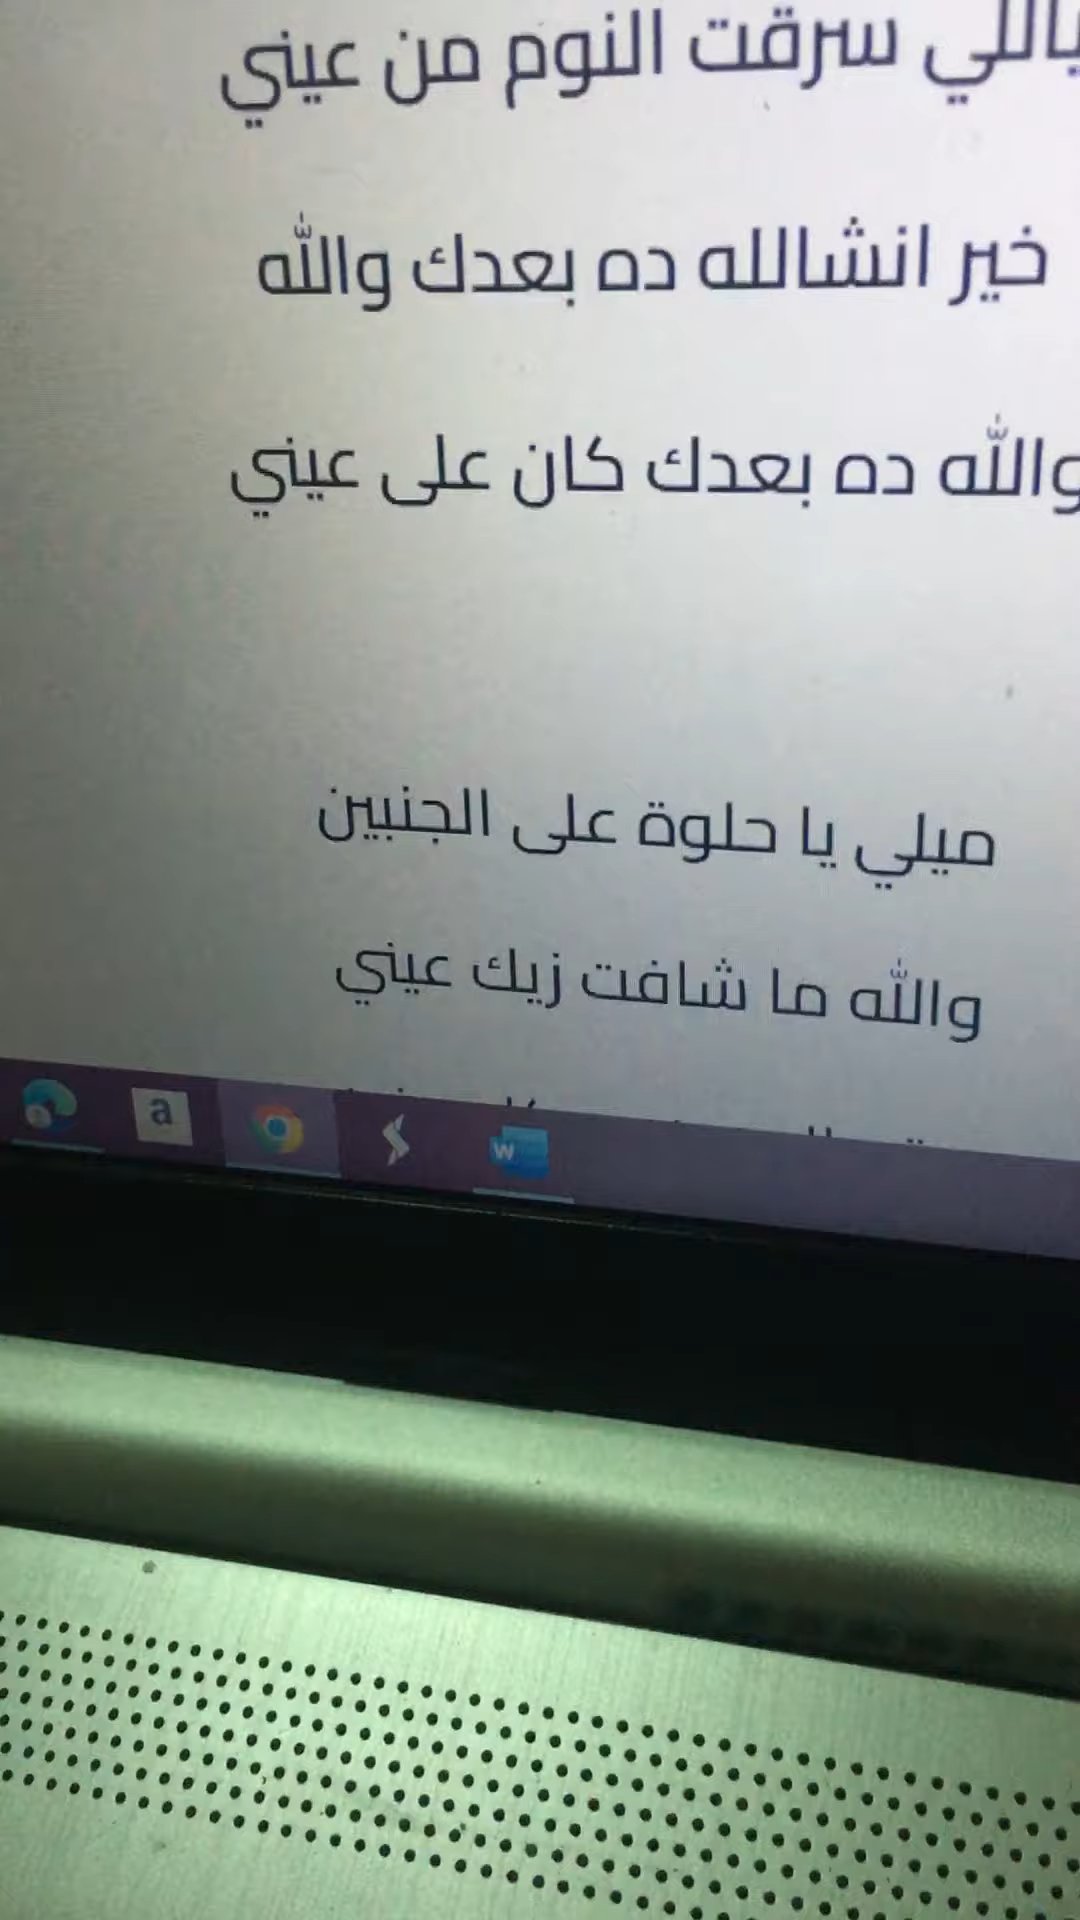 ياللي سرقت النوم من عيني
خير انشالله ده بعدك والله
والله ده بعدك كان على عيني
ميلي يا حلوة على الجنبين
والله ما شافت زيك عيني
a
W